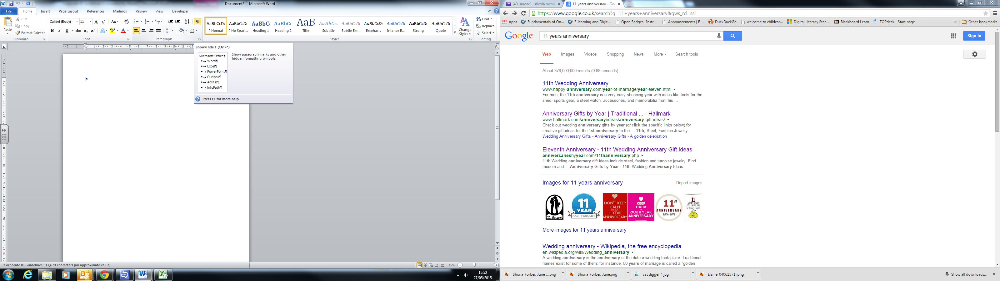 Document2 - Microsoft Word
File Home Insert Page Layout References Mailings Review View Developer
Paste
Cut
Copy
Format Painter
Clipboard
Calibri (Body) 11
Font
Paragraph
AaBbCcDc AaBbCcDc AaBbC AaBbCc AaB AaBbCc. AaBbCcDc AaBbCcDc AaBbCcDc AaBbCcDc AaBbCcDc
¶ Normal ¶ No Spaci... Heading 1 Heading 2 Title Subtitle Subtle Em... Emphasis Intense E... Strong Quote
Change Styles
Styles
Find
Replace
Select
Editing
Show/Hide ¶ (Ctrl+*)
Microsoft·Office¶
Word¶
Excel¶
PowerPoint¶
Outlook¶
Access¶
InfoPath¶
Show paragraph marks and other
hidden formatting symbols.
Press F1 for more help.
"Corporate ID Guidelines": 17,679 characters (an approximate value).
75%
15:52
27/05/2015
(40 unread) - nicola.mcbri
11 years anniversary - Goo
https://www.google.co.uk/search?q=11+years+anniversary&gws_rd=ssl
Apps Fundamentals of On... E-learning and Digit... Open Badges : Instr... Announcements | E-... DuckDuckGo welcome to childcar... Digital Literacy Stan... Blackboard Learn TOPdesk - Start page » Other bookmarks
Google
11 years anniversary
Sign in
Web Images Videos Shopping News More Search tools
About 376,000,000 results (0.68 seconds)
11th Wedding Anniversary
www.happy-anniversary.com/year-of-marriage/year-eleven.html
For men, the 11th anniversary is a very easy shopping year with ideas like tools for the
shed, sports gear, a steel watch, accessories, and memorabilia from his ...
Anniversary Gifts by Year | Traditional ... - Hallmark
www.hallmark.com/anniversary/ideas/anniversary-gift-ideas/
Check out wedding anniversary gifts by year (or click the specific links below) for
creative gift ideas for the 1st anniversary to the ... 11th, Steel, Fashion Jewelry.
Wedding Anniversary Gifts - Anniversary Gifts - A golden celebration
Eleventh Anniversary - 11th Wedding Anniversary Gift Ideas
anniversariesbyyear.com/11thanniversary.php
11th Wedding anniversary gift ideas include steel, fashion and turqoise jewelry. Find
modern and ... Anniversary Gifts by Year : 11th Wedding Anniversary Ideas ...
Images for 11 years anniversary
Report images
11 Years
11
YEAR
ANNIVERSARY
DON'T KEEP
CALM
IT'S OUR
11 YEAR
ANNIVERSARY
KEEP
CALM
IT'S
OUR 11 YEAR
ANNIVERSARY
11th
ANNIVERSARY
2001-2012
11
More images for 11 years anniversary
Wedding anniversary - Wikipedia, the free encyclopedia
en.wikipedia.org/wiki/Wedding_anniversary
A wedding anniversary is the anniversary of the date a wedding took place. Traditional
names exist for some of them: for instance, 50 years of marriage is called a "golden
Shona_Forbes_June ....png
Shona_Forbes_June.png
cat digger 4.jpg
Elaine_040615 (1).png
Show all downloads...